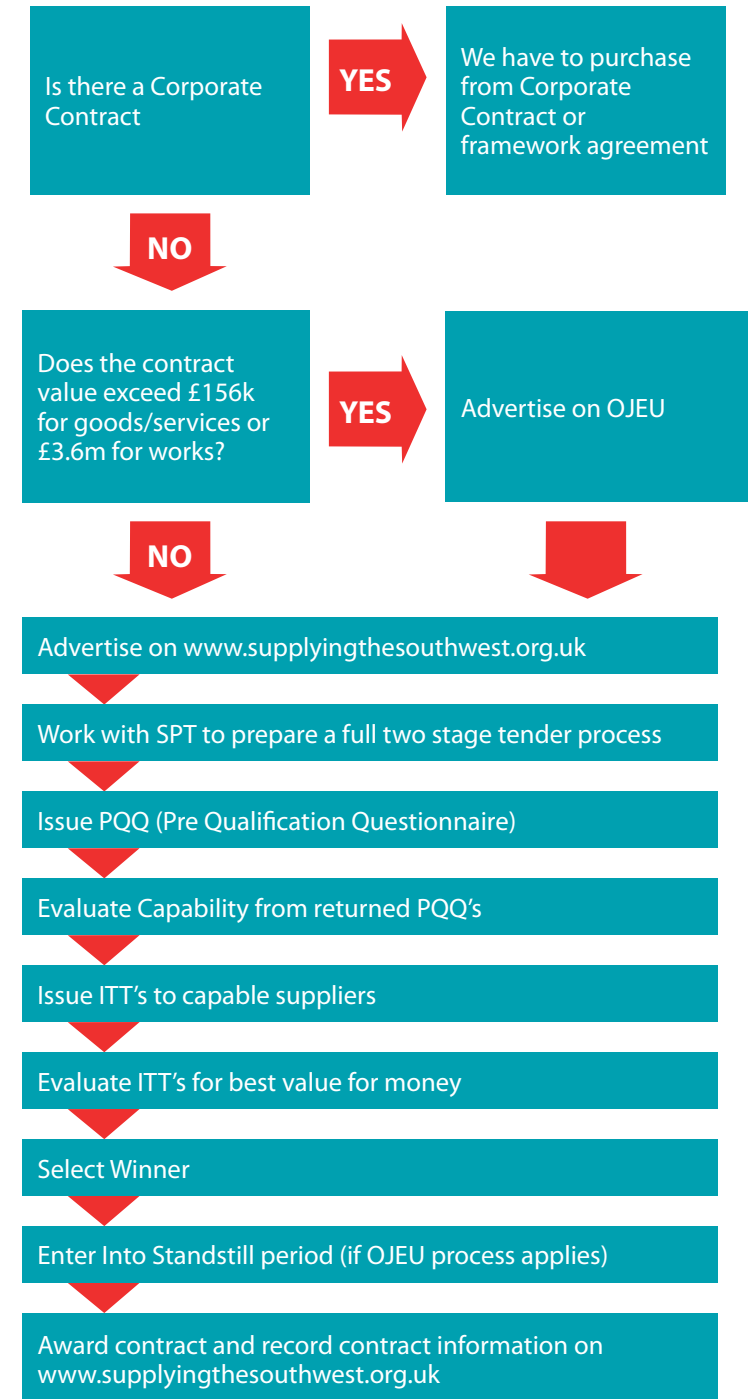 Is there a Corporate
Contract
YES
We have to purchase
from Corporate
Contract or
framework agreement
NO
Does the contract
value exceed £156k
for goods/services or
£3.6m for works?
YES
Advertise on OJEU
NO
Advertise on www.supplyingthesouthwest.org.uk
Work with SPT to prepare a full two stage tender process
Issue PQQ (Pre Qualification Questionnaire)
Evaluate Capability from returned PQQ’s
Issue ITT’s to capable suppliers
Evaluate ITT’s for best value for money
Select Winner
Enter Into Standstill period (if OJEU process applies)
Award contract and record contract information on
www.supplyingthesouthwest.org.uk